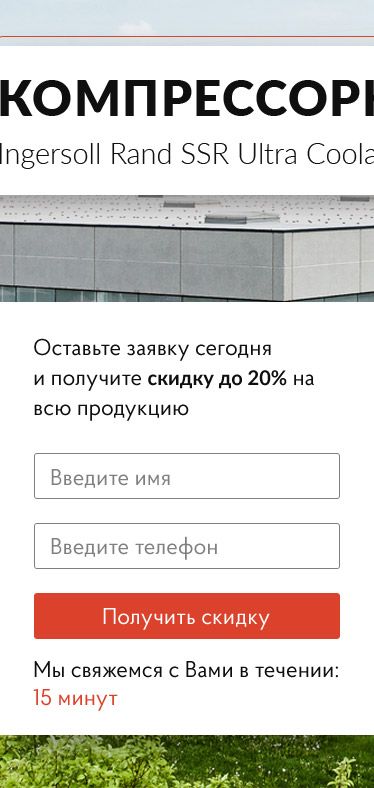 КОМПРЕССОР
Ingersoll Rand SSR Ultra Coola
Оставьте заявку сегодня
и получите скидку до 20% на
всю продукцию
Введите имя
Введите телефон
Получить скидку
Мы свяжемся с Вами в течении:
15 минут